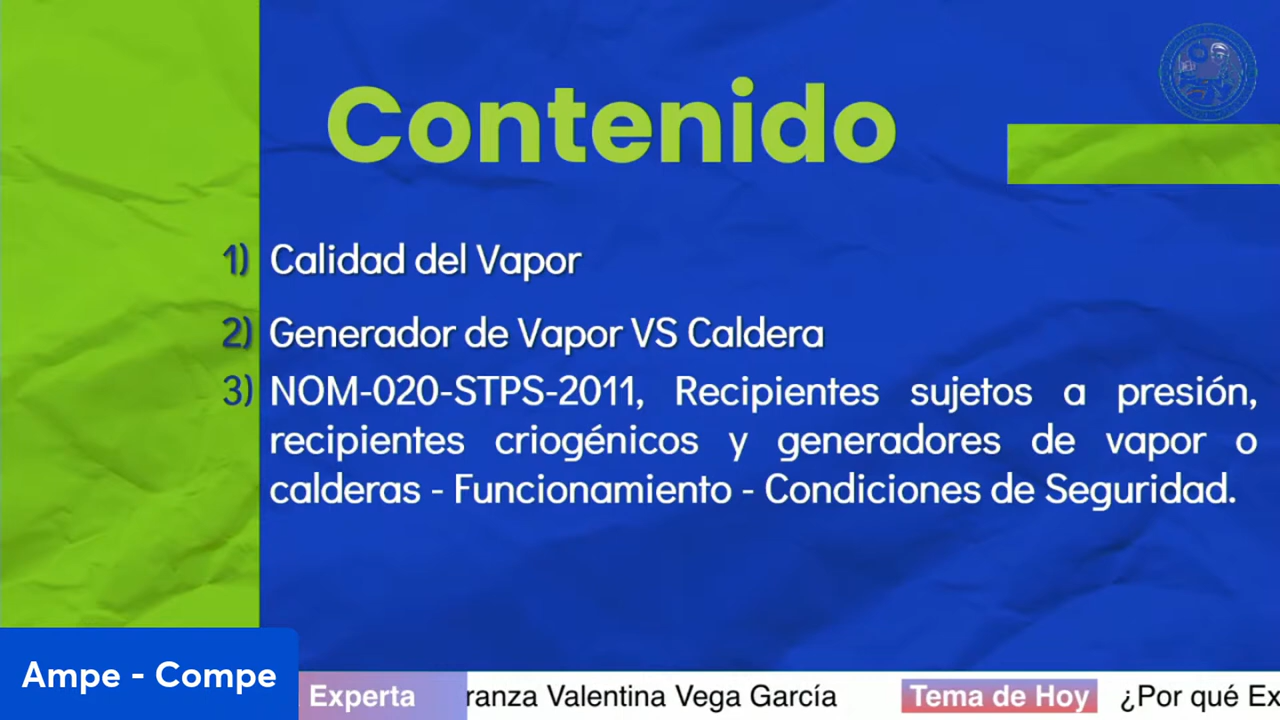 Contenido
1) Calidad del Vapor
2) Generador de Vapor VS Caldera
3) NOM-020-STPS-2011, Recipientes sujetos a presión,
recipientes criogénicos y generadores de vapor o
calderas - Funcionamiento - Condiciones de Seguridad.
Ampe - Compe
Experta ranza Valentina Vega García Tema de Hoy ¿Por qué Ex